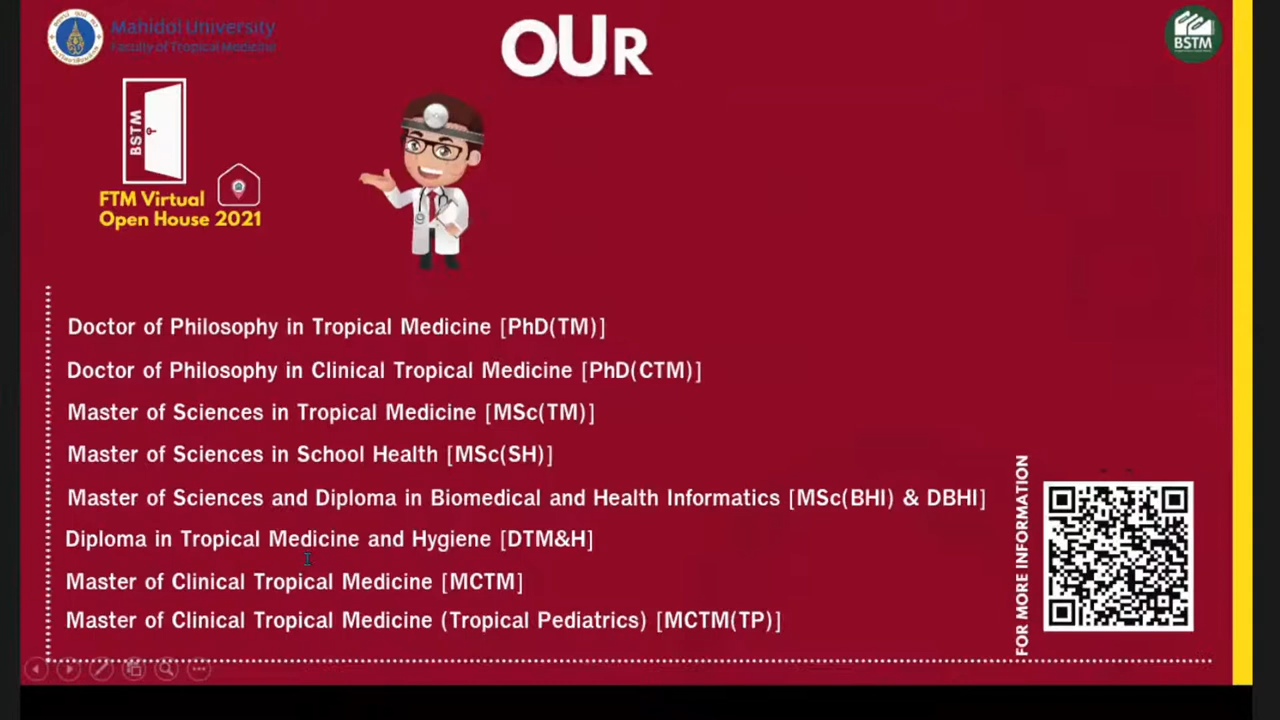 Mahidol University
Faculty of Tropical Medicine
OUR
BSTM
BSTM
FTM Virtual
Open House 2021
Doctor of Philosophy in Tropical Medicine [PhD(TM)]
Doctor of Philosophy in Clinical Tropical Medicine [PhD(CTM)]
Master of Sciences in Tropical Medicine [MSc(TM)]
Master of Sciences in School Health [MSc(SH)]
Master of Sciences and Diploma in Biomedical and Health Informatics [MSc(BHI) & DBHI]
Diploma in Tropical Medicine and Hygiene [DTM&H]
Master of Clinical Tropical Medicine [MCTM]
Master of Clinical Tropical Medicine (Tropical Pediatrics) [MCTM(TP)]
FOR MORE INFORMATION